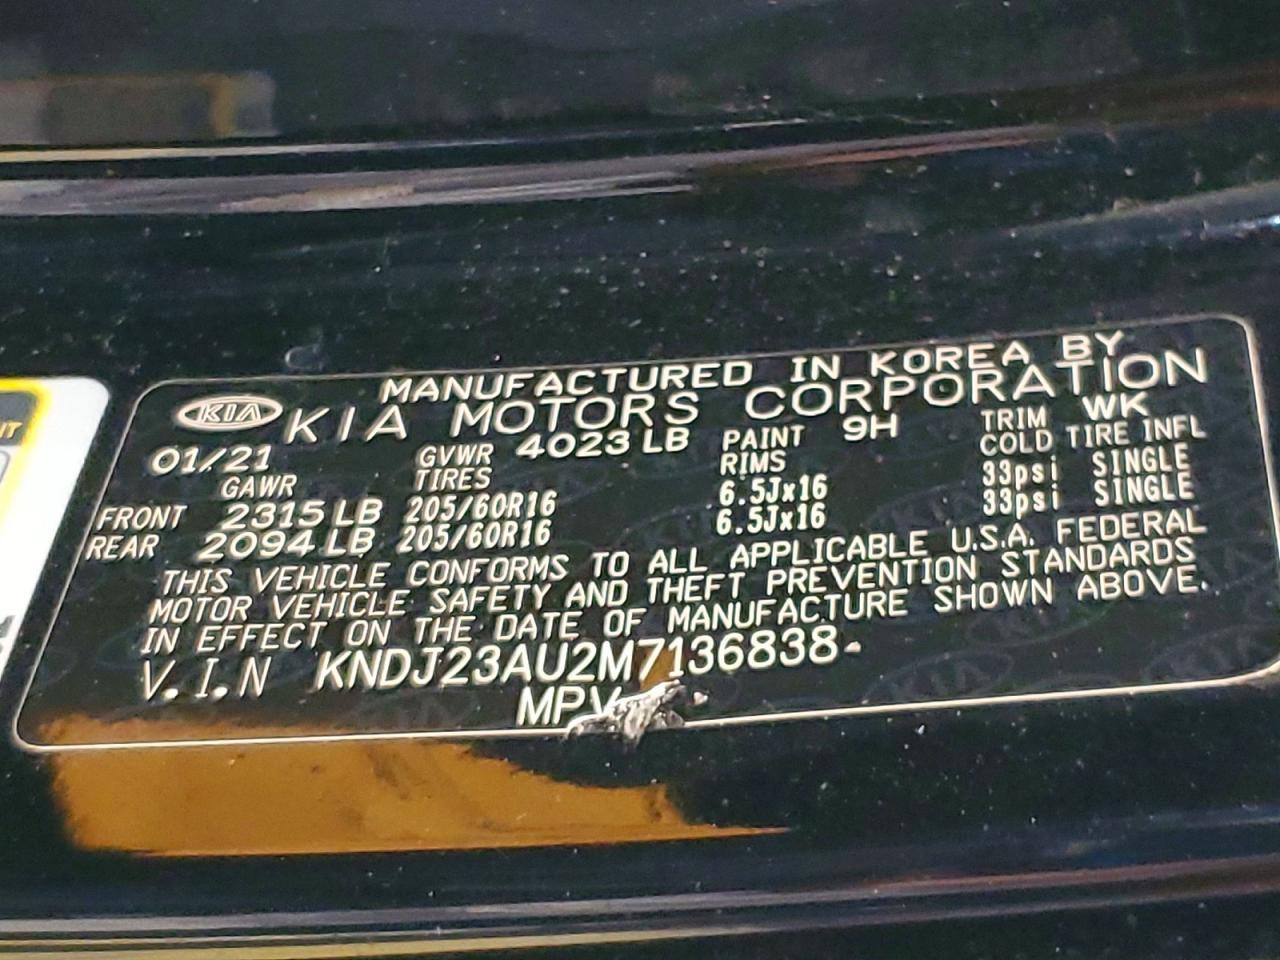 MANUFACTURED IN KOREA BY
KIA KIA MOTORS CORPORATION
01/21 GVWR 4023 LB PAINT 9H TRIM WK
GAWR TIRES RIMS COLD TIRE INFL
FRONT 2315 LB 205/60R16 6.5Jx16 33psi SINGLE
REAR 2094 LB 205/60R16 6.5Jx16 33psi SINGLE
THIS VEHICLE CONFORMS TO ALL APPLICABLE U.S.A. FEDERAL
MOTOR VEHICLE SAFETY AND THEFT PREVENTION STANDARDS
IN EFFECT ON THE DATE OF MANUFACTURE SHOWN ABOVE.
V.I.N KNDJ23AU2M7136838
MPV